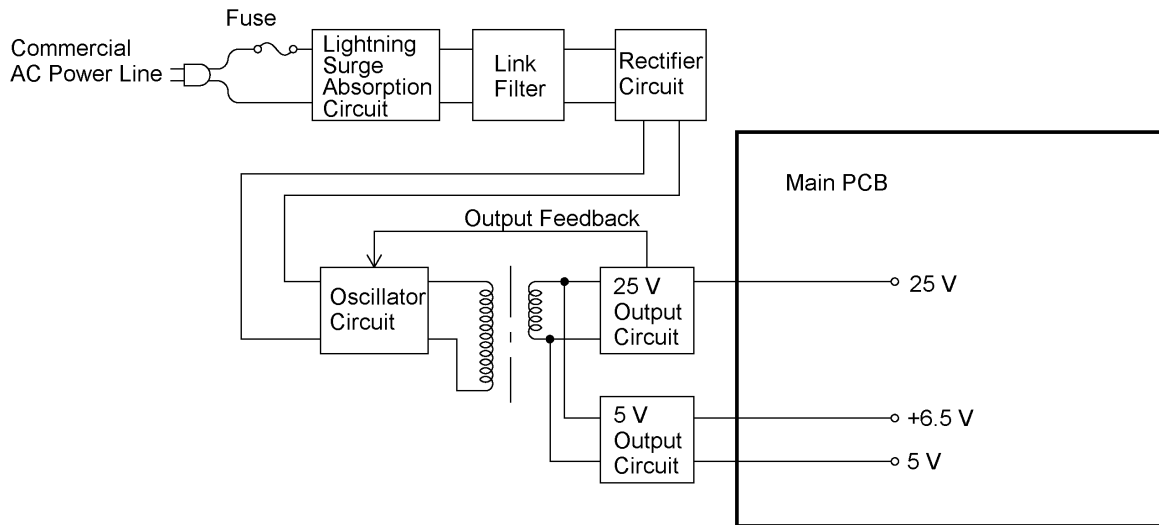 Fuse
Commercial
AC Power Line
Lightning
Surge
Absorption
Circuit
Link
Filter
Rectifier
Circuit
Main PCB
Output Feedback
Oscillator
Circuit
25 V
Output
Circuit
25 V
5 V
Output
Circuit
+6.5 V
5 V